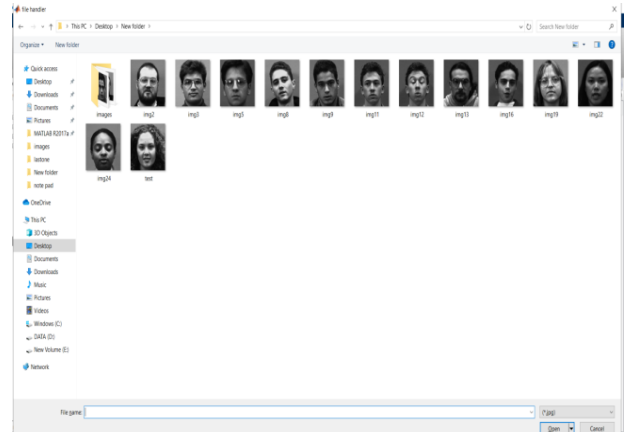 file handler
This PC > Desktop > New folder >
Search New folder
Organize New folder
Quick access
Desktop
Downloads
Documents
Pictures
MATLAB R2017a
images
lastone
New folder
note pad
OneDrive
This PC
3D Objects
Desktop
Documents
Downloads
Music
Pictures
Videos
Windows (C:)
DATA (D:)
New Volume (E:)
Network
images img2 img3 img5 img8 img9 img11 img12 img13 img16 img19 img22
img24 test
File name: (*.jpg)
Open Cancel